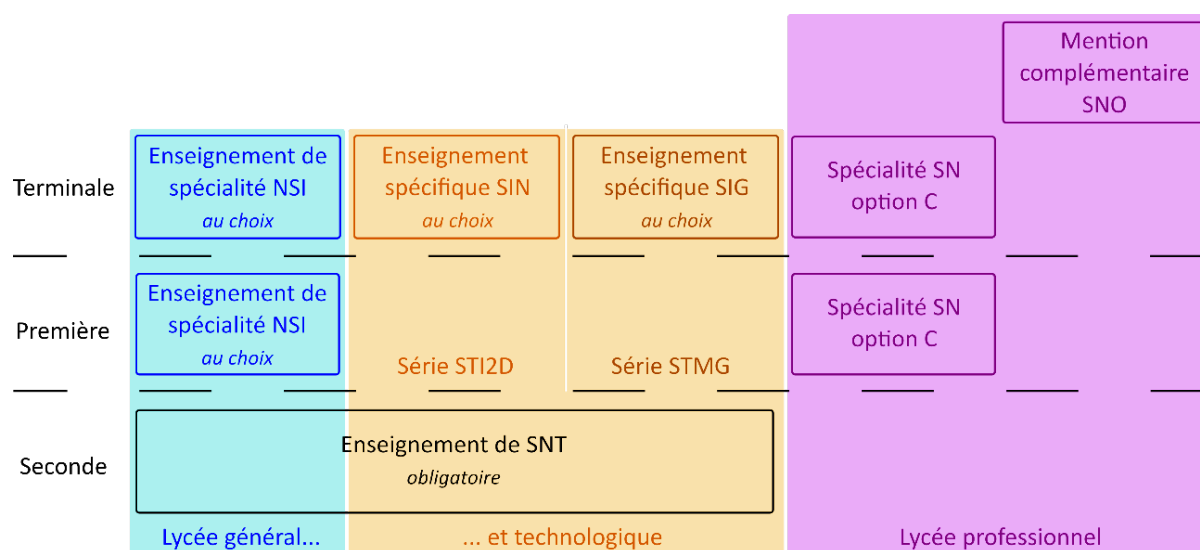 Mention
complémentaire
SNO
Terminale
Enseignement de
spécialité NSI
au choix
Enseignement
spécifique SIN
au choix
Enseignement
spécifique SIG
au choix
Spécialité SN
option C
Première
Enseignement de
spécialité NSI
au choix
Série STI2D
Série STMG
Spécialité SN
option C
Seconde
Enseignement de SNT
obligatoire
Lycée général...
... et technologique
Lycée professionnel